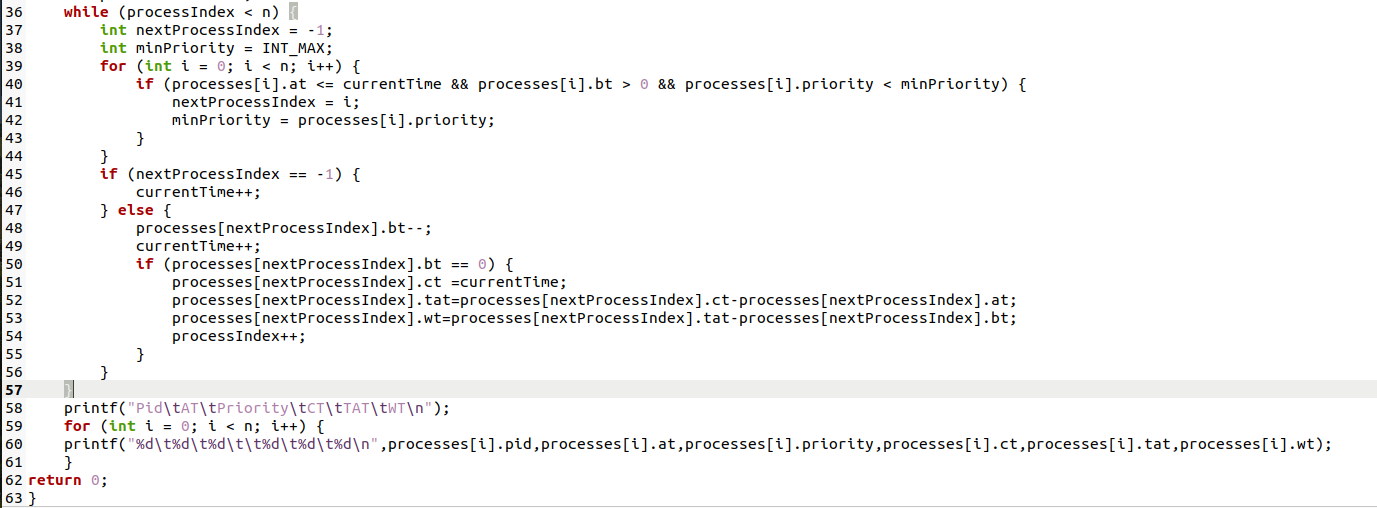 36    while (processIndex < n) {
37        int nextProcessIndex = -1;
38        int minPriority = INT_MAX;
39        for (int i = 0; i < n; i++) {
40            if (processes[i].at <= currentTime && processes[i].bt > 0 && processes[i].priority < minPriority) {
41                nextProcessIndex = i;
42                minPriority = processes[i].priority;
43            }
44        }
45        if (nextProcessIndex == -1) {
46            currentTime++;
47        } else {
48            processes[nextProcessIndex].bt--;
49            currentTime++;
50            if (processes[nextProcessIndex].bt == 0) {
51                processes[nextProcessIndex].ct =currentTime;
52                processes[nextProcessIndex].tat=processes[nextProcessIndex].ct-processes[nextProcessIndex].at;
53                processes[nextProcessIndex].wt=processes[nextProcessIndex].tat-processes[nextProcessIndex].bt;
54                processIndex++;
55            }
56        }
57    }
58    printf("Pid\tAT\tPriority\tCT\tTAT\tWT\n");
59    for (int i = 0; i < n; i++) {
60    printf("%d\t%d\t%d\t\t%d\t%d\t%d\n",processes[i].pid,processes[i].at,processes[i].priority,processes[i].ct,processes[i].tat,processes[i].wt);
61    }
62 return 0;
63 }